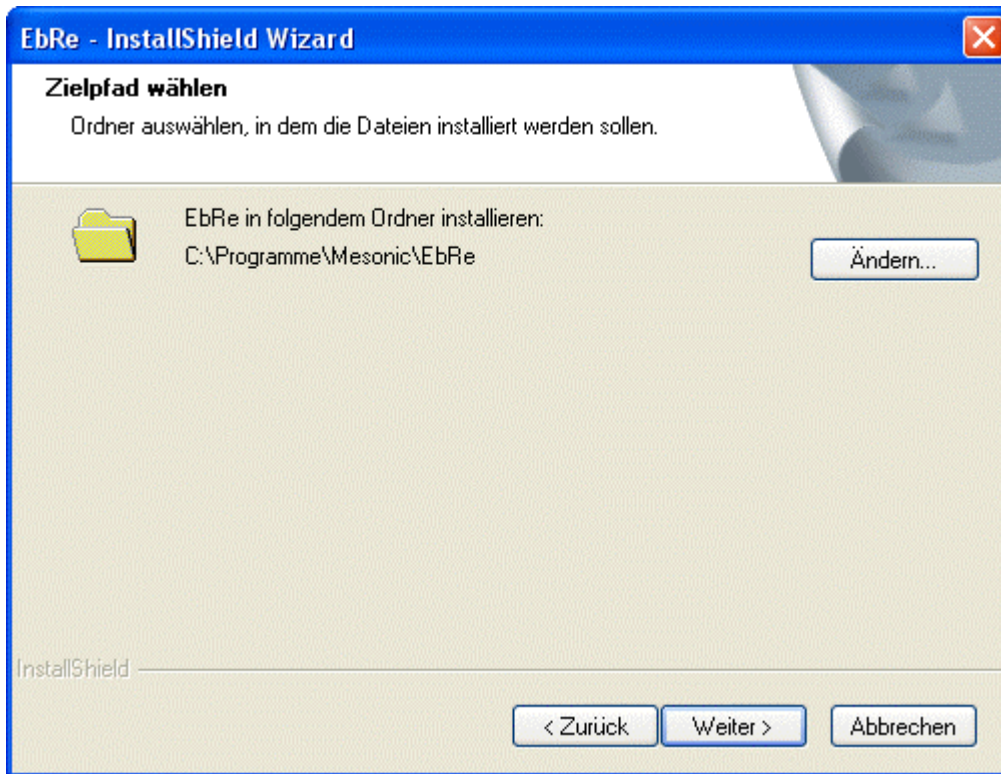 EbRe - InstallShield Wizard
Zielpfad wählen
Ordner auswählen, in dem die Dateien installiert werden sollen.
EbRe in folgendem Ordner installieren:
C:\Programme\Mesonic\EbRe
Ändern...
InstallShield
< Zurück
Weiter >
Abbrechen